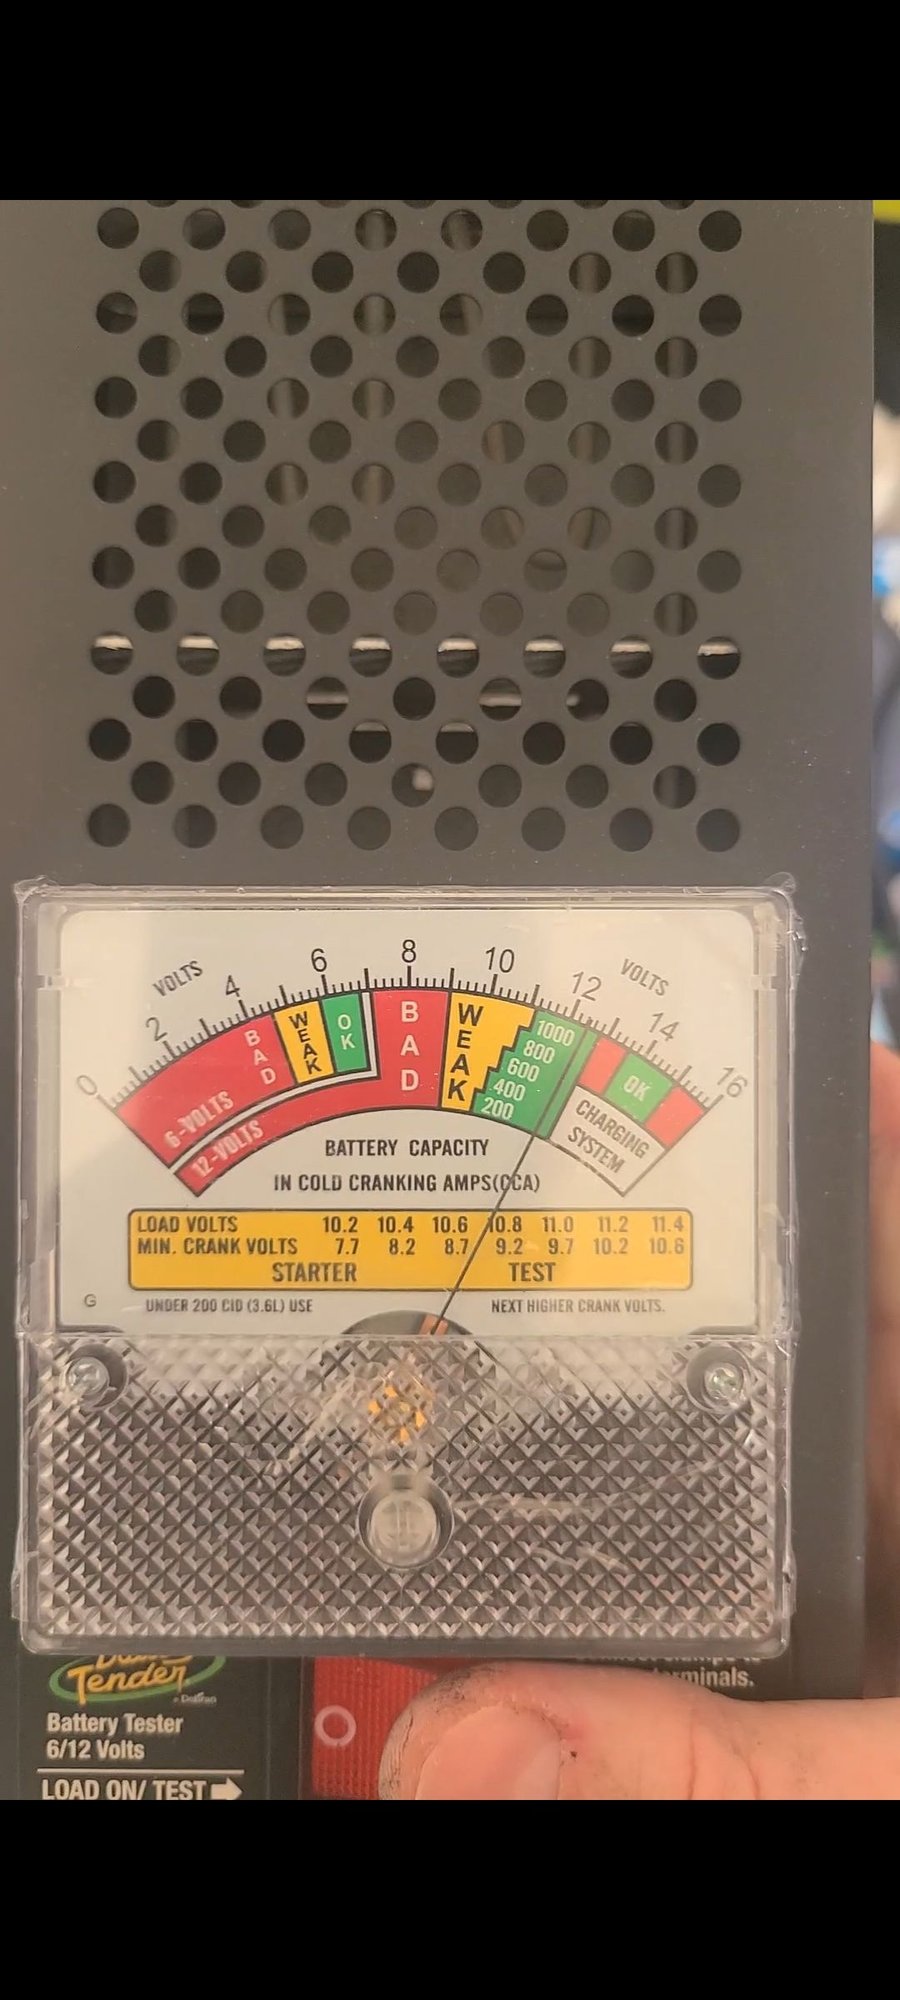 VOLTS
VOLTS
0 2 4 6 8 10 12 14 16
BAD
WEAK
OK
BAD
WEAK
1000
800
600
400
200
OK
6-VOLTS
12-VOLTS
CHARGING
SYSTEM
BATTERY CAPACITY
IN COLD CRANKING AMPS(CCA)
LOAD VOLTS 10.2 10.4 10.6 10.8 11.0 11.2 11.4
MIN. CRANK VOLTS 7.7 8.2 8.7 9.2 9.7 10.2 10.6
STARTER TEST
G
UNDER 200 CID (3.6L) USE NEXT HIGHER CRANK VOLTS.
Tender
Battery Tester
6/12 Volts
LOAD ON/ TEST